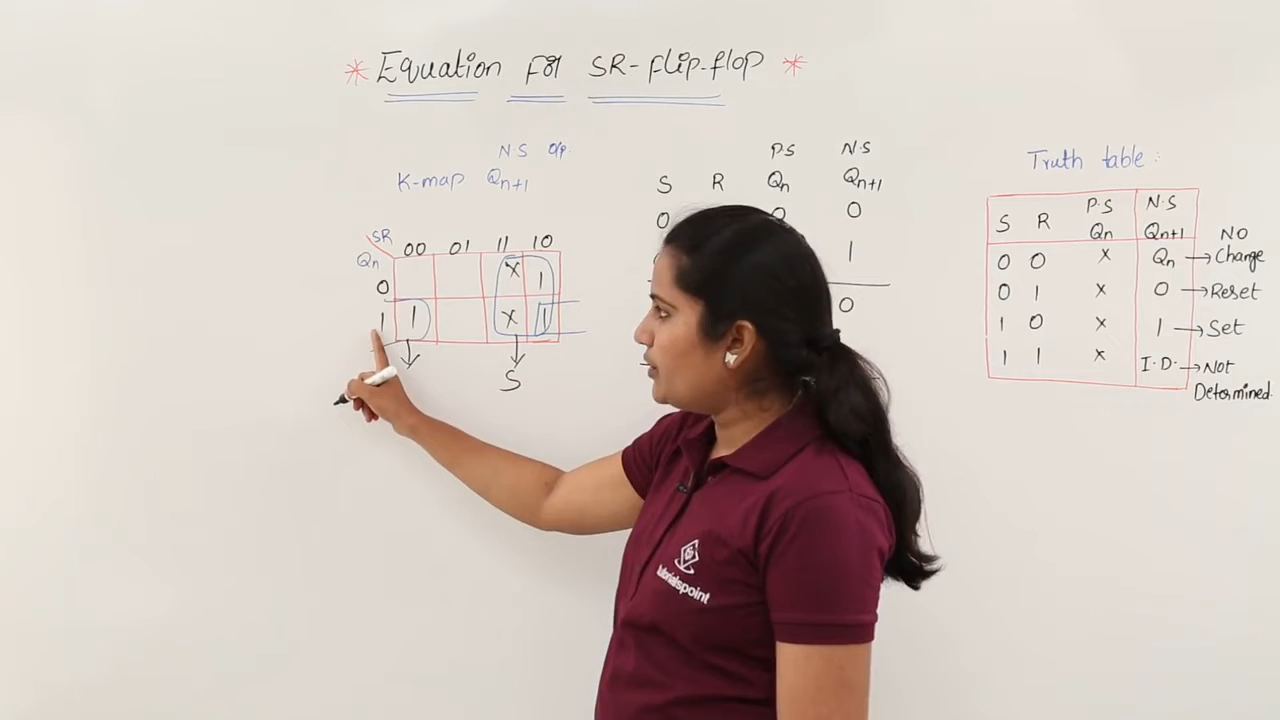 * Equation for SR-flip-flop *
N.S O/p.
K-map Qn+1
SR 00 01 11 10
Qn
0 X 1
1 1 X 1
S
P.S N.S
S R Qn Qn+1
0 0 0
1
0
Truth table :
S R P.S Qn N.S Qn+1
0 0 X Qn → NO Change
0 1 X 0 → Reset
1 0 X 1 → Set
1 1 X I.D. → Not Determined.
tutorialspoint